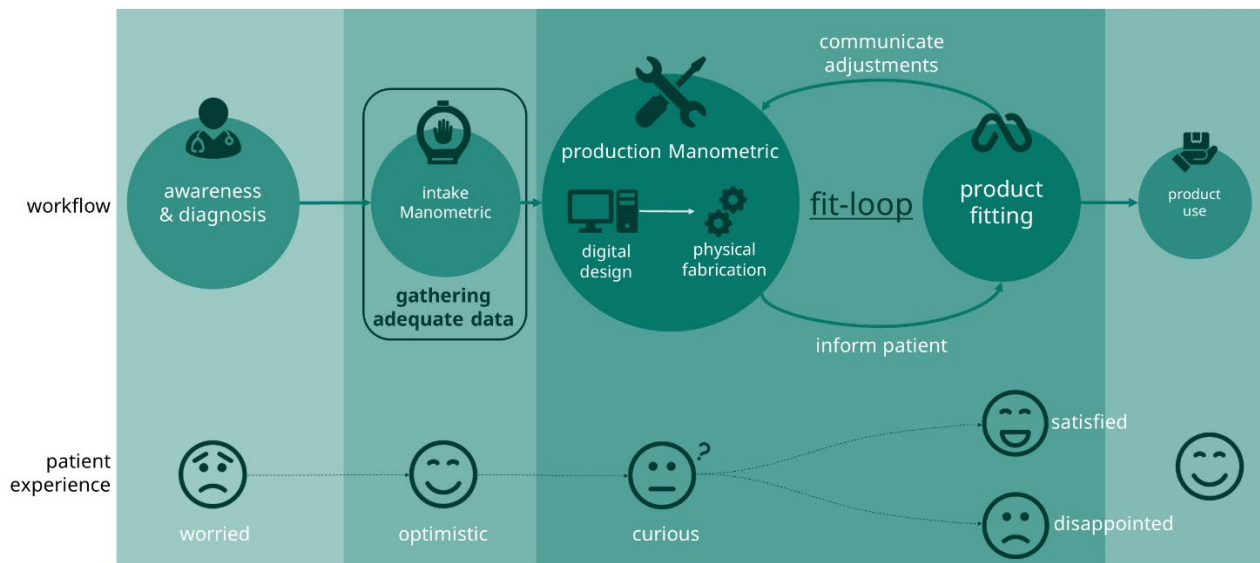 communicate
adjustments
workflow
awareness
& diagnosis
intake
Manometric
gathering
adequate data
production Manometric
digital
design
physical
fabrication
fit-loop
product
fitting
product
use
inform patient
patient
experience
worried
optimistic
?
curious
satisfied
disappointed